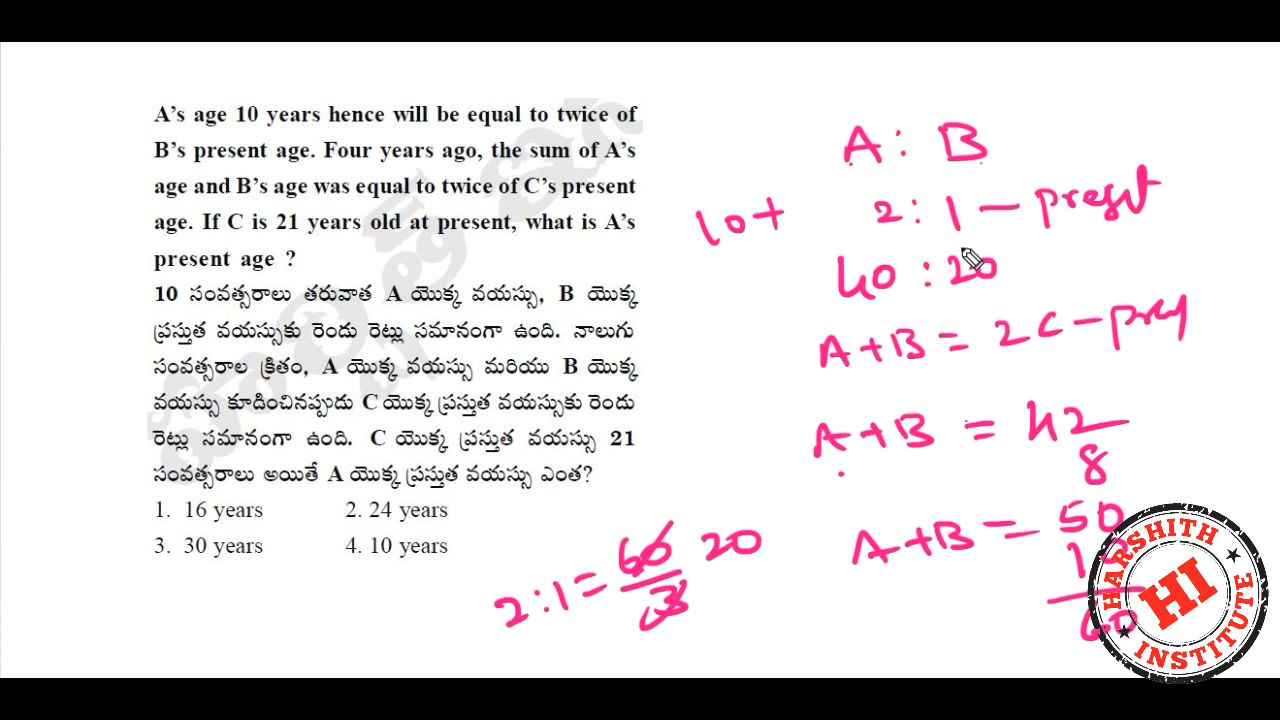 A's age 10 years hence will be equal to twice of
B's present age. Four years ago, the sum of A's
age and B's age was equal to twice of C's present
age. If C is 21 years old at present, what is A's
present age ?
10 సంవత్సరాలు తరువాత A యొక్క వయస్సు, B యొక్క
ప్రస్తుత వయస్సుకు రెండు రెట్లు సమానంగా ఉంది. నాలుగు
సంవత్సరాల క్రితం, A యొక్క వయస్సు మరియు B యొక్క
వయస్సు కూడినప్పుడు C యొక్క ప్రస్తుత వయస్సుకు రెండు
రెట్లు సమానంగా ఉంది. C యొక్క ప్రస్తుత వయస్సు 21
సంవత్సరాలు అయితే A యొక్క ప్రస్తుత వయస్సు ఎంత?
1. 16 years 2. 24 years
3. 30 years 4. 10 years
A : B
10+ 2 : 1 -
40 : 20
A+B = 2C -
A+B = 42
8
A+B = 50
10
60
2:1 = 60 20
3
HARSHITH
HI
INSTITUTE